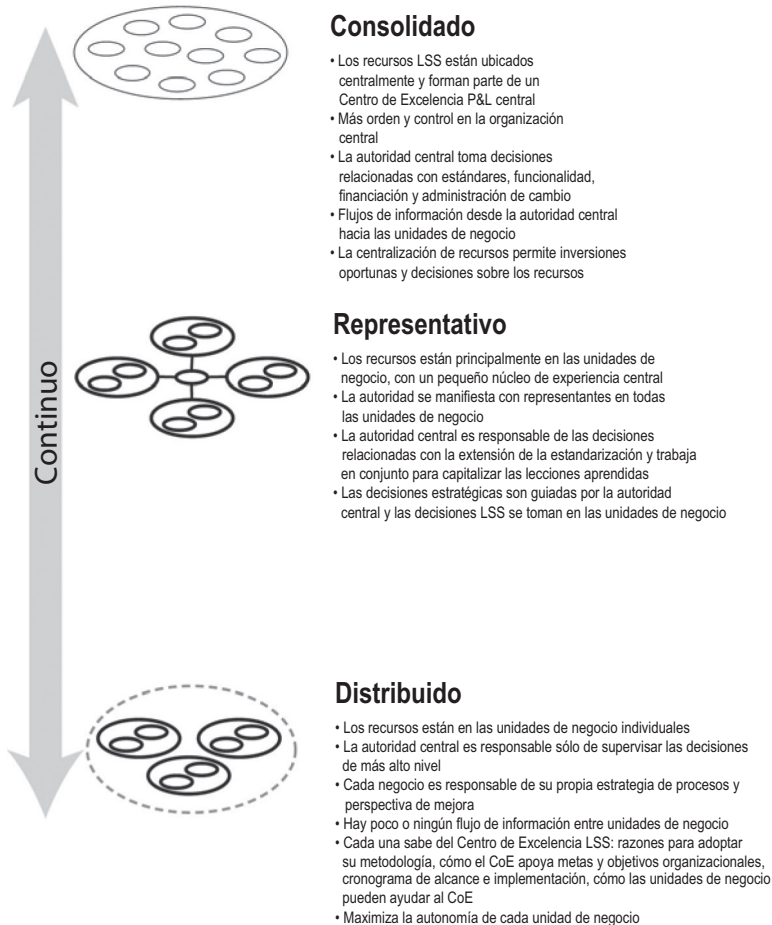 Continuo
Consolidado
• Los recursos LSS están ubicados
centralmente y forman parte de un
Centro de Excelencia P&L central
• Más orden y control en la organización
central
• La autoridad central toma decisiones
relacionadas con estándares, funcionalidad,
financiación y administración de cambio
• Flujos de información desde la autoridad central
hacia las unidades de negocio
• La centralización de recursos permite inversiones
oportunas y decisiones sobre los recursos
Representativo
• Los recursos están principalmente en las unidades de
negocio, con un pequeño núcleo de experiencia central
• La autoridad se manifiesta con representantes en todas
las unidades de negocio
• La autoridad central es responsable de las decisiones
relacionadas con la extensión de la estandarización y trabaja
en conjunto para capitalizar las lecciones aprendidas
• Las decisiones estratégicas son guiadas por la autoridad
central y las decisiones LSS se toman en las unidades de negocio
Distribuido
• Los recursos están en las unidades de negocio individuales
• La autoridad central es responsable sólo de supervisar las decisiones
de más alto nivel
• Cada negocio es responsable de su propia estrategia de procesos y
perspectiva de mejora
• Hay poco o ningún flujo de información entre unidades de negocio
• Cada una sabe del Centro de Excelencia LSS: razones para adoptar
su metodología, cómo el CoE apoya metas y objetivos organizacionales,
cronograma de alcance e implementación, cómo las unidades de negocio
pueden ayudar al CoE
• Maximiza la autonomía de cada unidad de negocio